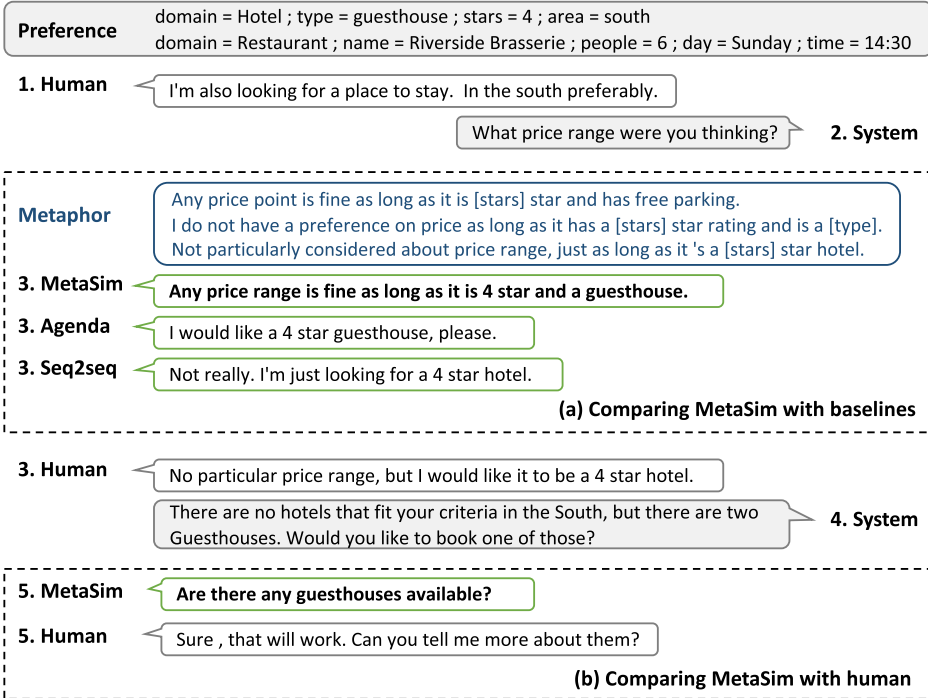 Preference
domain = Hotel ; type = guesthouse ; stars = 4 ; area = south
domain = Restaurant ; name = Riverside Brasserie ; people = 6 ; day = Sunday ; time = 14:30
1. Human
I'm also looking for a place to stay.  In the south preferably.
What price range were you thinking?
2. System
Metaphor
Any price point is fine as long as it is [stars] star and has free parking.
I do not have a preference on price as long as it has a [stars] star rating and is a [type].
Not particularly considered about price range, just as long as it 's a [stars] star hotel.
3. MetaSim
Any price range is fine as long as it is 4 star and a guesthouse.
3. Agenda
I would like a 4 star guesthouse, please.
3. Seq2seq
Not really. I'm just looking for a 4 star hotel.
(a) Comparing MetaSim with baselines
3. Human
No particular price range, but I would like it to be a 4 star hotel.
There are no hotels that fit your criteria in the South, but there are two
Guesthouses. Would you like to book one of those?
4. System
5. MetaSim
Are there any guesthouses available?
5. Human
Sure , that will work. Can you tell me more about them?
(b) Comparing MetaSim with human